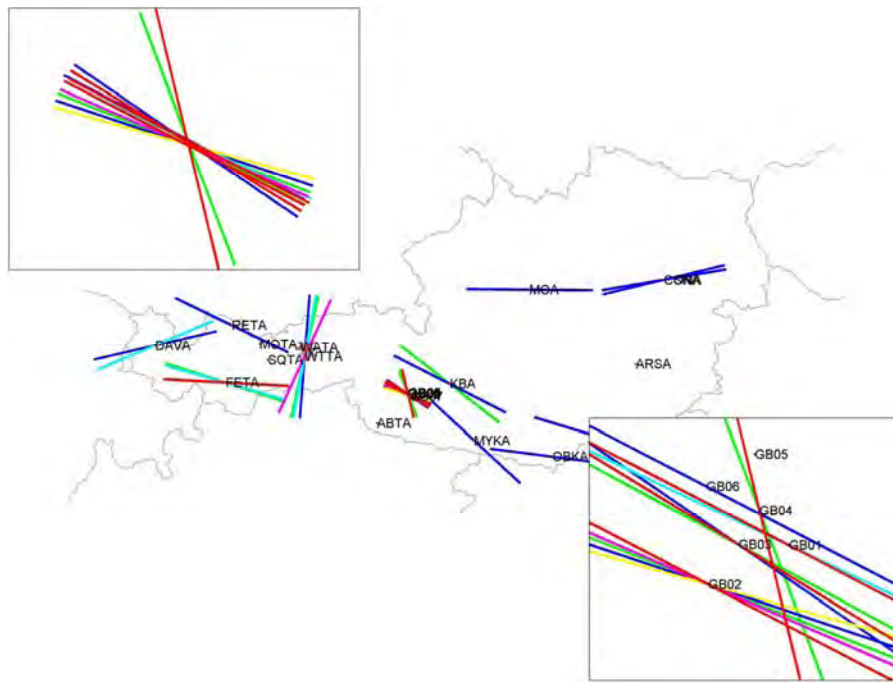 MOA
RETA
DAVA
MOTA
WATA
SQTA
WTTA
ARSA
FETA
KBA
ABTA
MYKA
OBKA
GB05
GB06
GB04
GB03
GB01
GB02